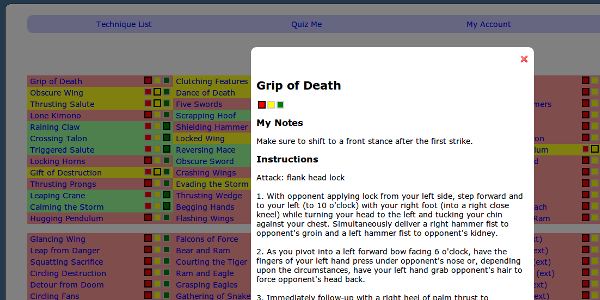 Technique List
Quiz Me
My Account
Grip of Death
Clutching Features
Obscure Wing
Dance of Death
Thrusting Salute
Five Swords
mers
Lone Kimono
Scrapping Hoof
Raining Claw
Shielding Hammer
Crossing Talon
Obstructing
Triggered Salute
Reversing Mace
Locking Horns
Obscure Sword
Gift of Destruction
Crashing Wings
Thrusting Prongs
Evading the Storm
Leaping Crane
Thrusting Wedge
Calming the Storm
Begging Hands
Hugging Pendulum
Flashing Wings
Ram
Glancing Wing
Falcons of Force
(ext)
Leap from Danger
Bear and Ram
Squatting Sacrifice
Courting the Tiger
(ext)
Circling Destruction
Ram and Eagle
(ext)
Detour from Doom
Grasping Eagles
(ext)
Circling Fans
Gathering of Snakes
Grip of Death
My Notes
Make sure to shift to a front stance after the first strike.
Instructions
Attack: flank head lock
1. With opponent applying lock from your left side, step forward and
to your left (to 10 o'clock) with your right foot (into a right close
kneel) while turning your head to the left and tucking your chin
against your chest. Simultaneously deliver a right hammer fist to
opponent's groin and a left hammer fist to opponent's kidney.
2. As you pivot into a left forward bow facing 6 o'clock, have the
fingers of your left hand press under opponent's nose or, depending
upon the circumstances, have your left hand grab opponent's hair to
force opponent's head back.
3. Immediately follow-up with a right heel of palm thrust to